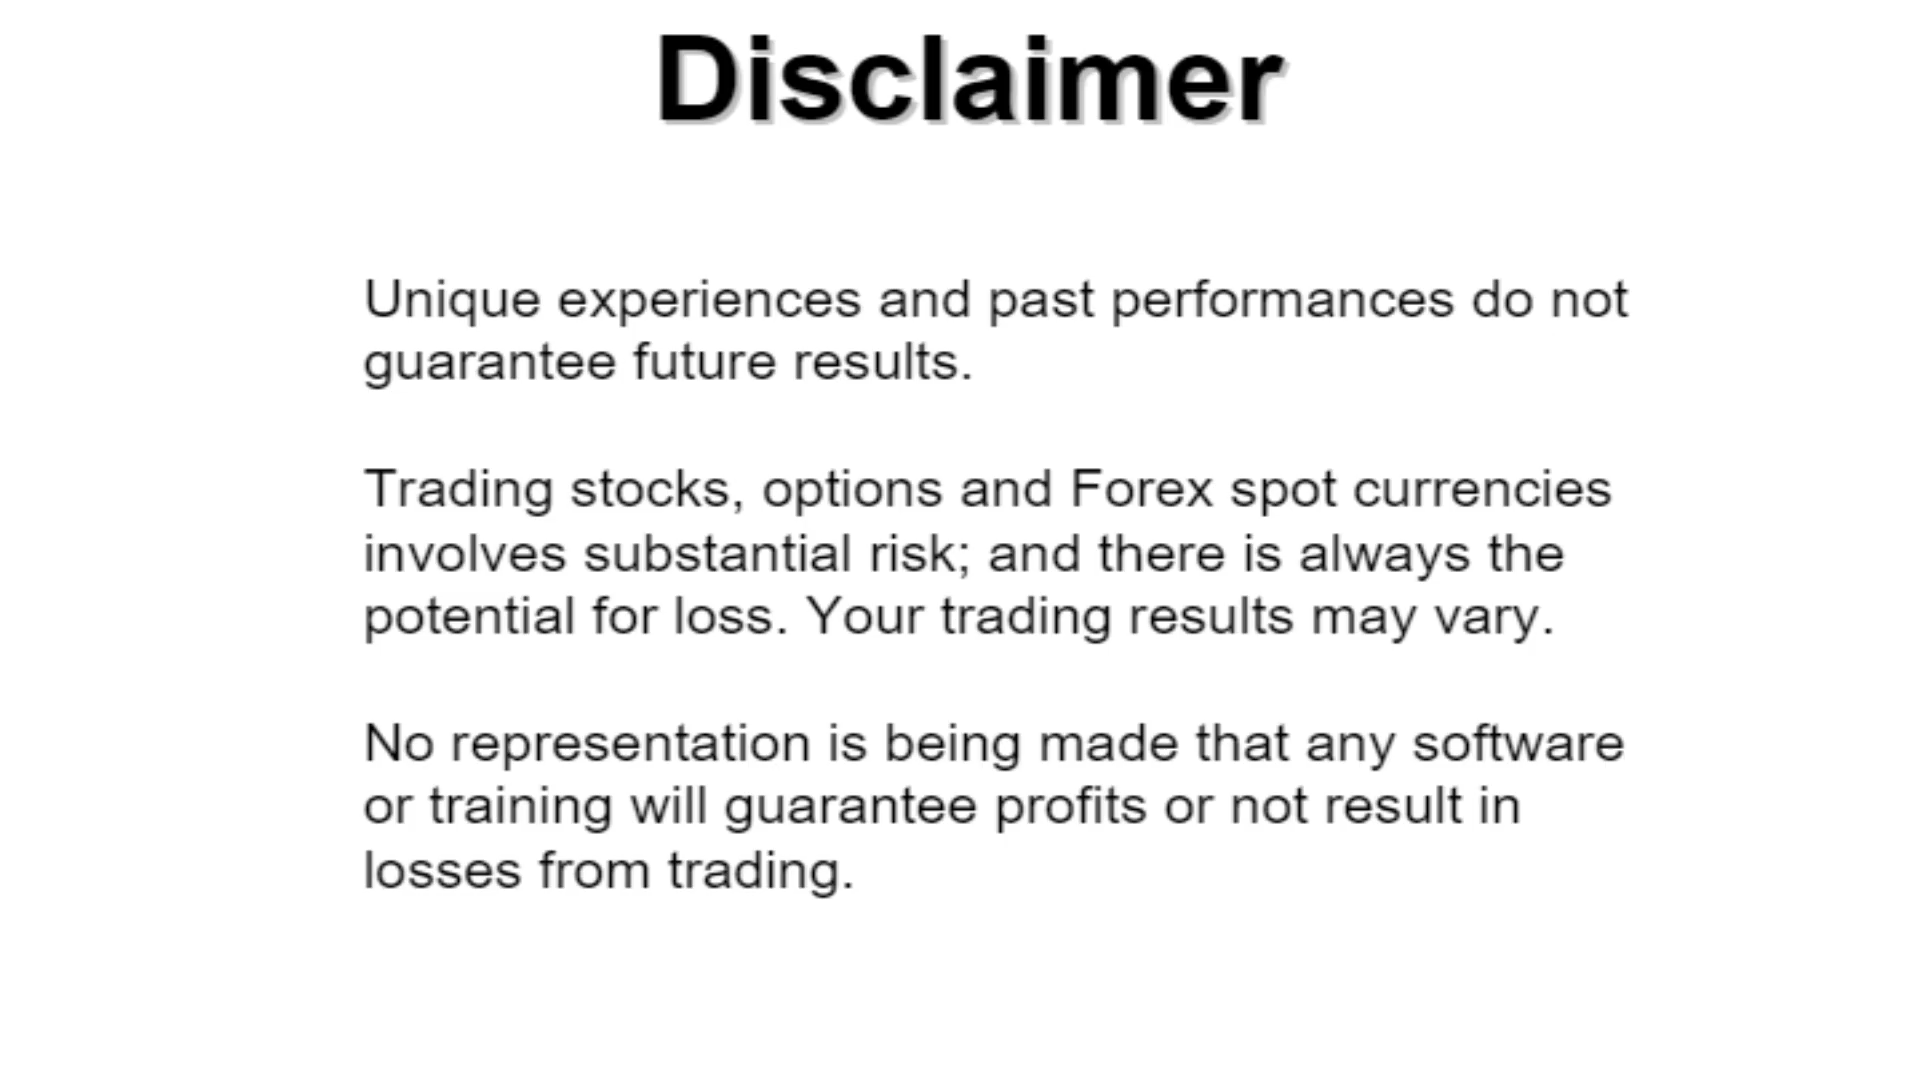 Disclaimer
Unique experiences and past performances do not
guarantee future results.
Trading stocks, options and Forex spot currencies
involves substantial risk; and there is always the
potential for loss. Your trading results may vary.
No representation is being made that any software
or training will guarantee profits or not result in
losses from trading.